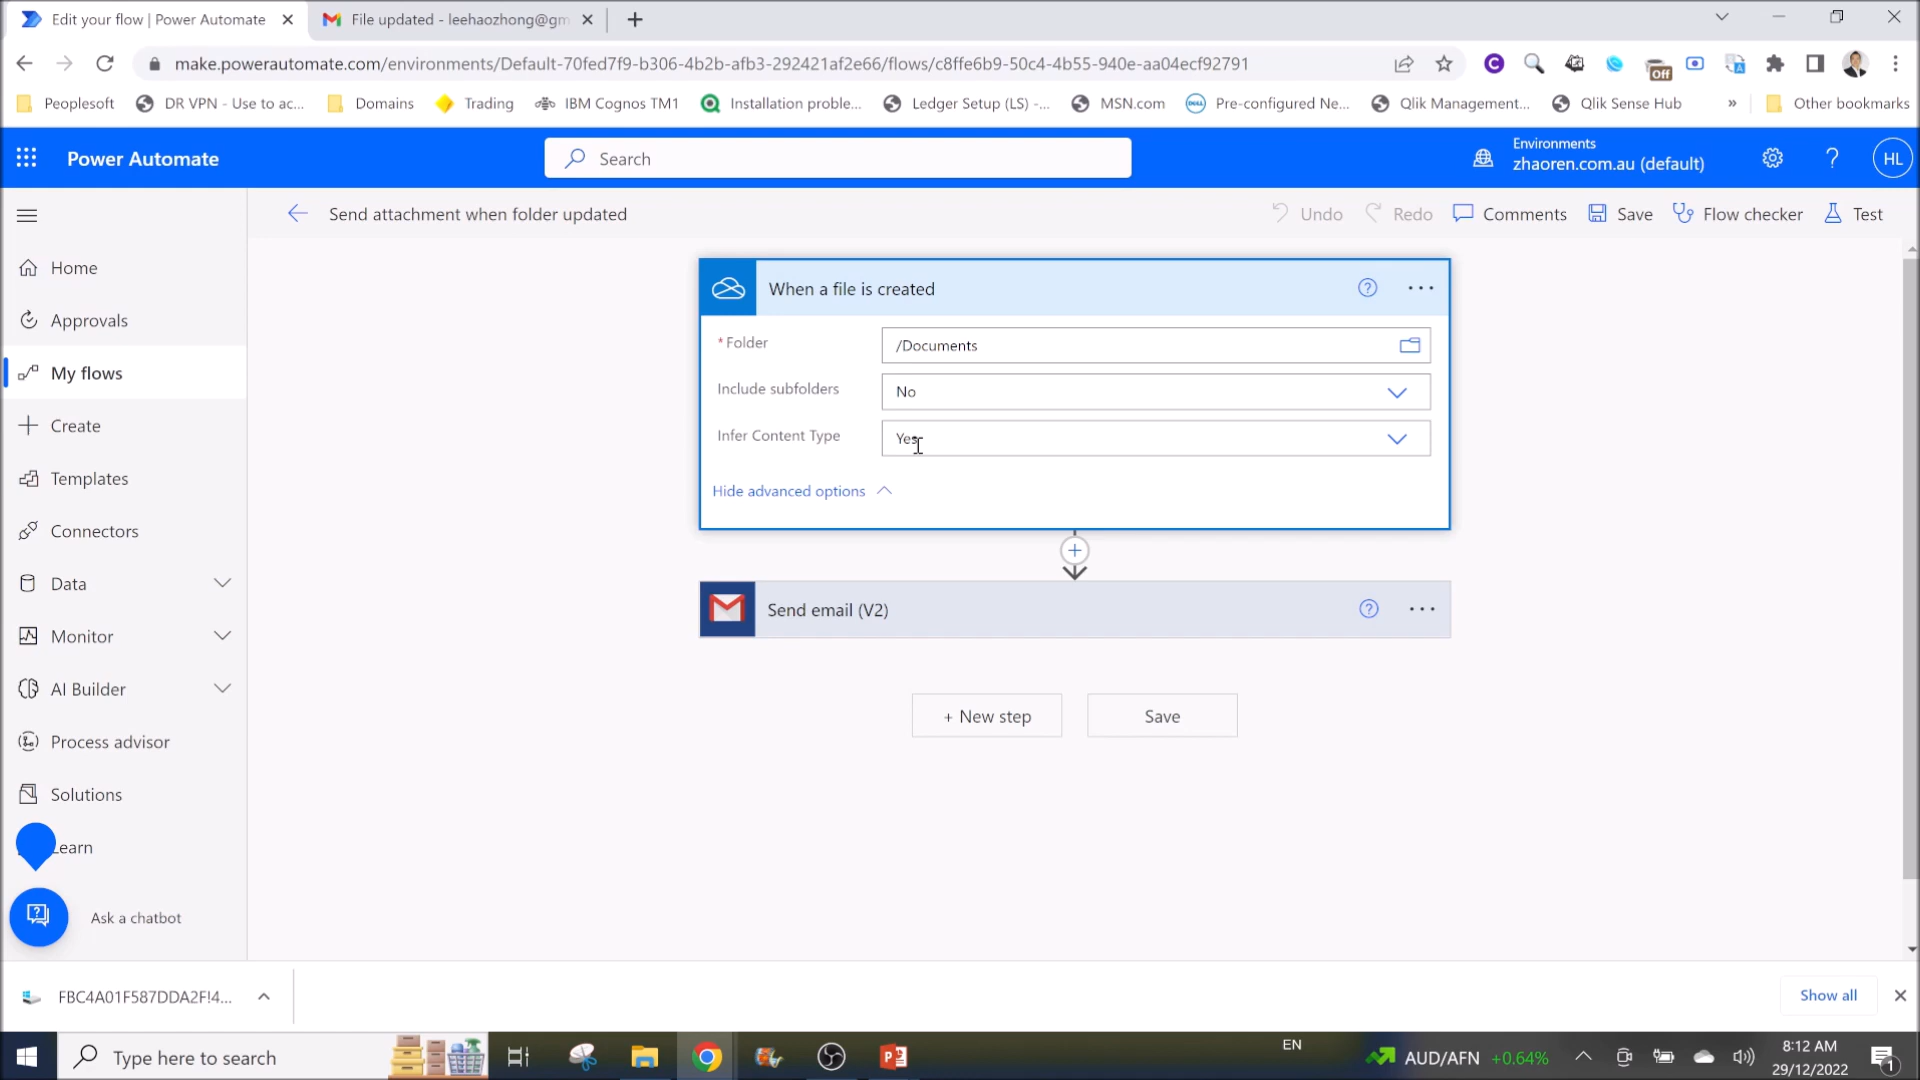 Edit your flow | Power Automate
File updated - leehaozhong@gm
make.powerautomate.com/environments/Default-70fed7f9-b306-4b2b-afb3-292421af2e66/flows/c8ffe6b9-50c4-4b55-940e-aa04ecf92791
Off
Peoplesoft
DR VPN - Use to ac...
Domains
Trading
IBM Cognos TM1
Installation proble...
Ledger Setup (LS) -...
MSN.com
Pre-configured Ne...
Qlik Management...
Qlik Sense Hub
»
Other bookmarks
Power Automate
Search
Environments
zhaoren.com.au (default)
HL
Send attachment when folder updated
Undo
Redo
Comments
Save
Flow checker
Test
Home
Approvals
My flows
Create
Templates
Connectors
Data
Monitor
AI Builder
Process advisor
Solutions
Learn
Ask a chatbot
When a file is created
* Folder
/Documents
Include subfolders
No
Infer Content Type
Yes
Hide advanced options
Send email (V2)
+ New step
Save
FBC4A01F587DDA2F!4...
Show all
Type here to search
EN
AUD/AFN +0.64%
8:12 AM
29/12/2022
1